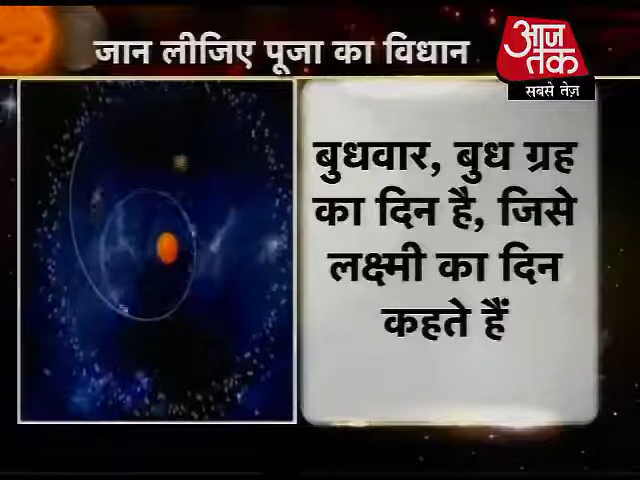 जान लीजिए पूजा का विधान
आज
तक
सबसे तेज़
बुधवार, बुध ग्रह
का दिन है, जिसे
लक्ष्मी का दिन
कहते हैं